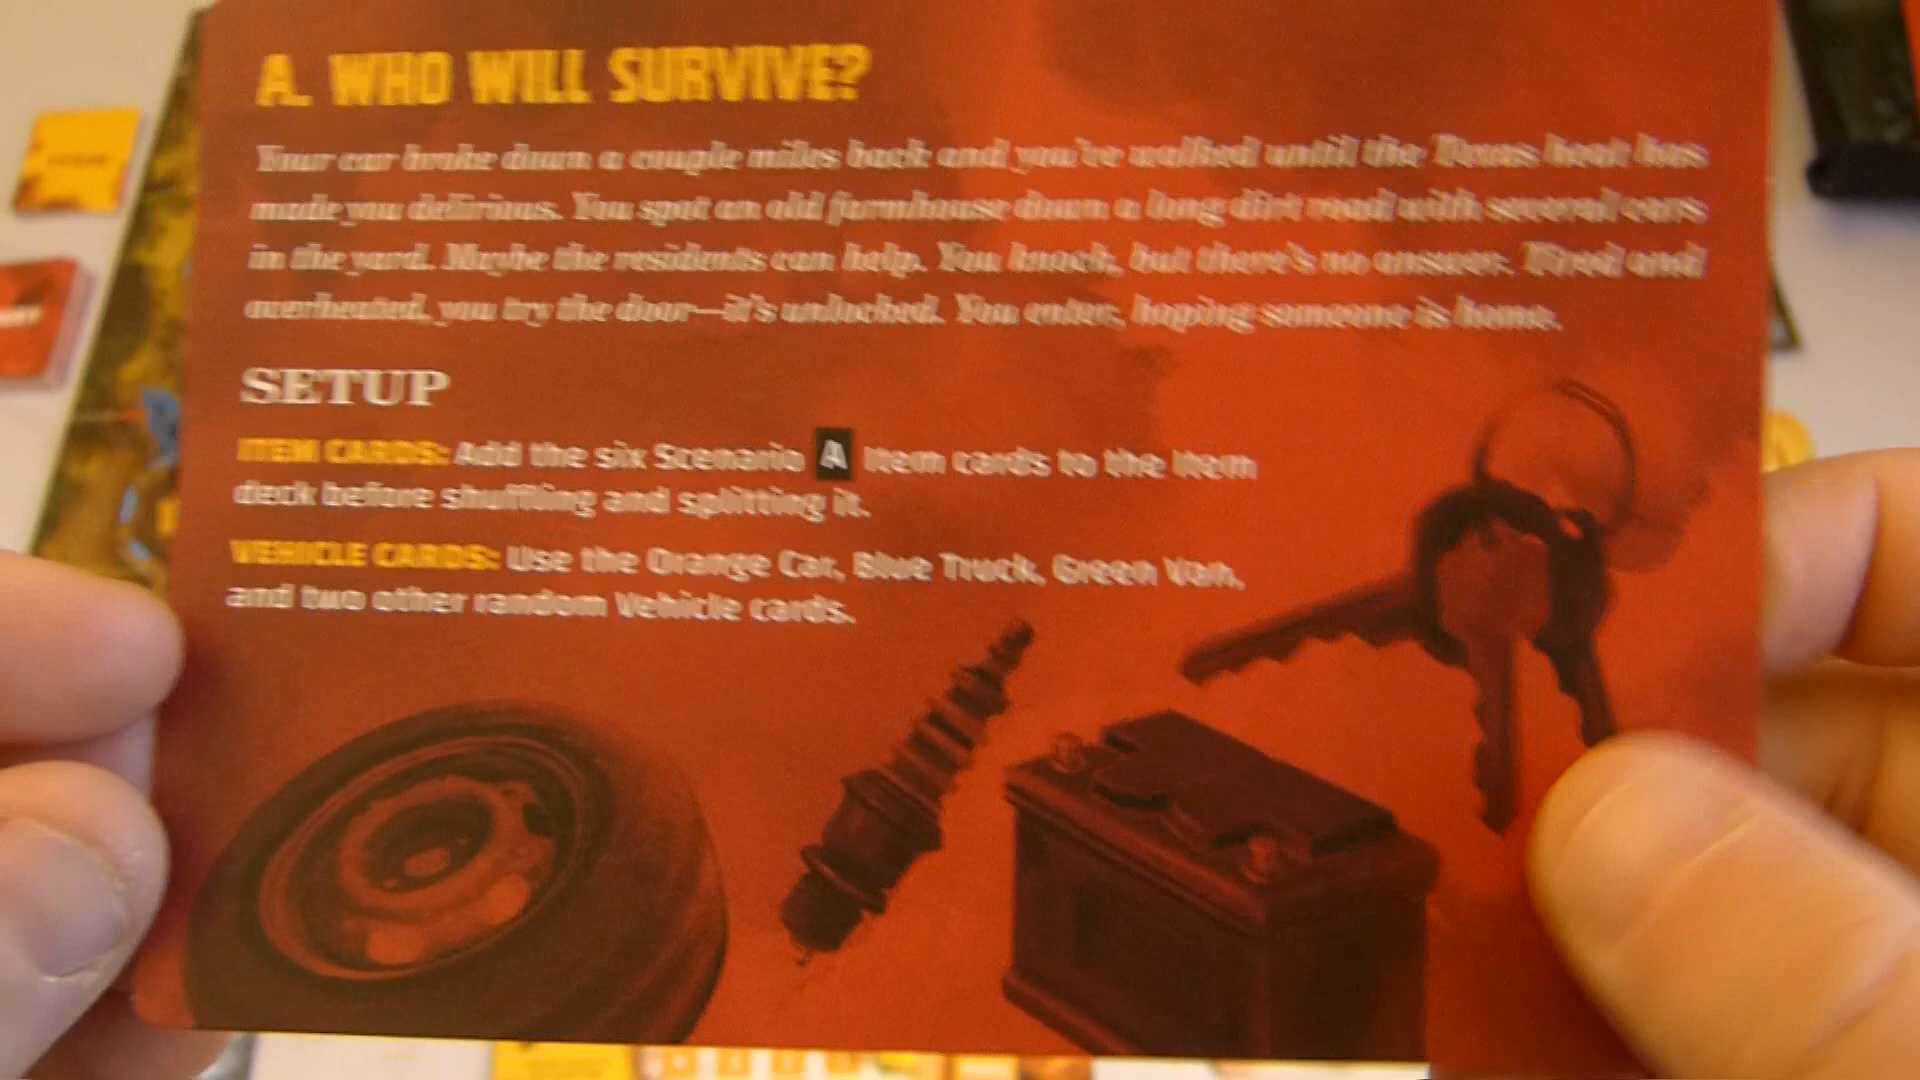 A. WHO WILL SURVIVE?
Your car broke down a couple miles back and you've walked until the Texas heat has
made you delirious. You spot an old farmhouse down a long dirt road with several cars
in the yard. Maybe the residents can help. You knock, but there's no answer. Tired and
overheated, you try the door—it's unlocked. You enter, hoping someone is home.
SETUP
ITEM CARDS: Add the six Scenario A Item cards to the Item
deck before shuffling and splitting it.
VEHICLE CARDS: Use the Orange Car, Blue Truck, Green Van,
and two other random Vehicle cards.